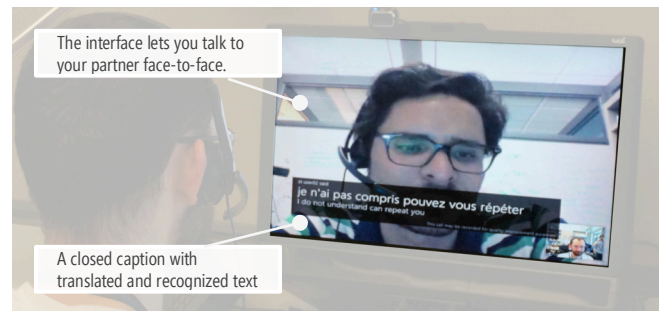 The interface lets you talk to
your partner face-to-face.
je n'ai pas compris pouvez vous répéter
I do not understand can repeat you
A closed caption with
translated and recognized text